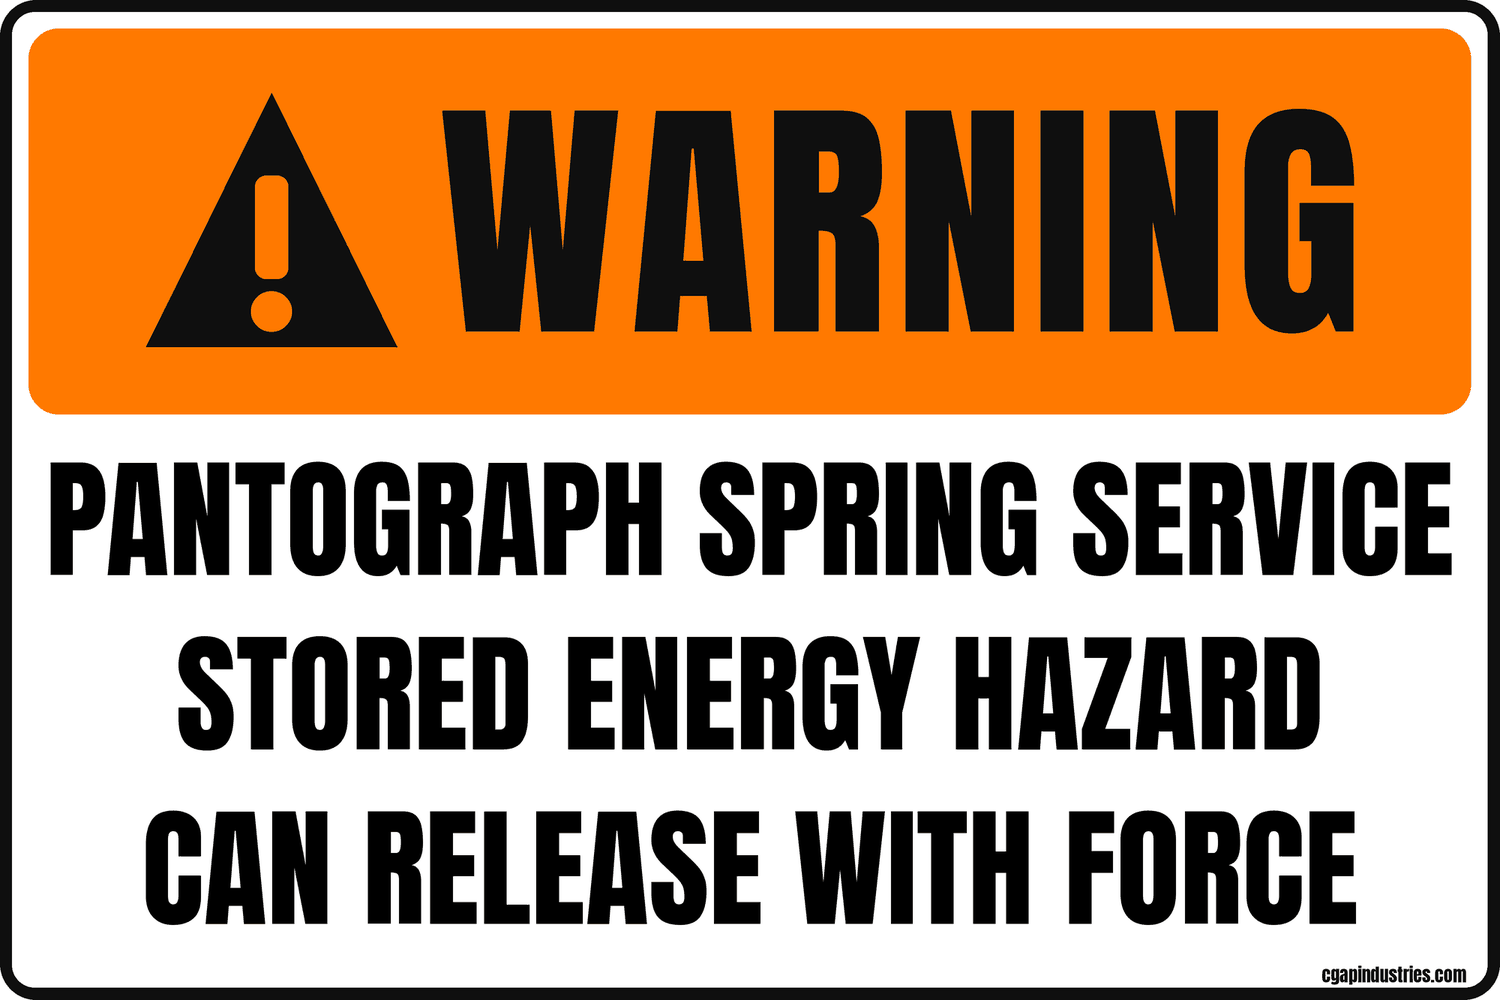 WARNING
PANTOGRAPH SPRING SERVICE
STORED ENERGY HAZARD
CAN RELEASE WITH FORCE
cgapindustries.com